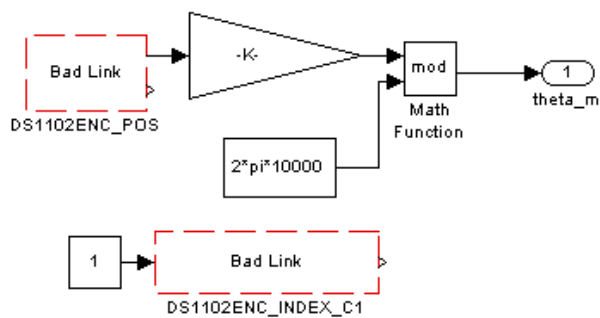 Bad Link
DS1102ENC_POS
-K-
mod
Math
Function
1
theta_m
2*pi*10000
1
Bad Link
DS1102ENC_INDEX_C1